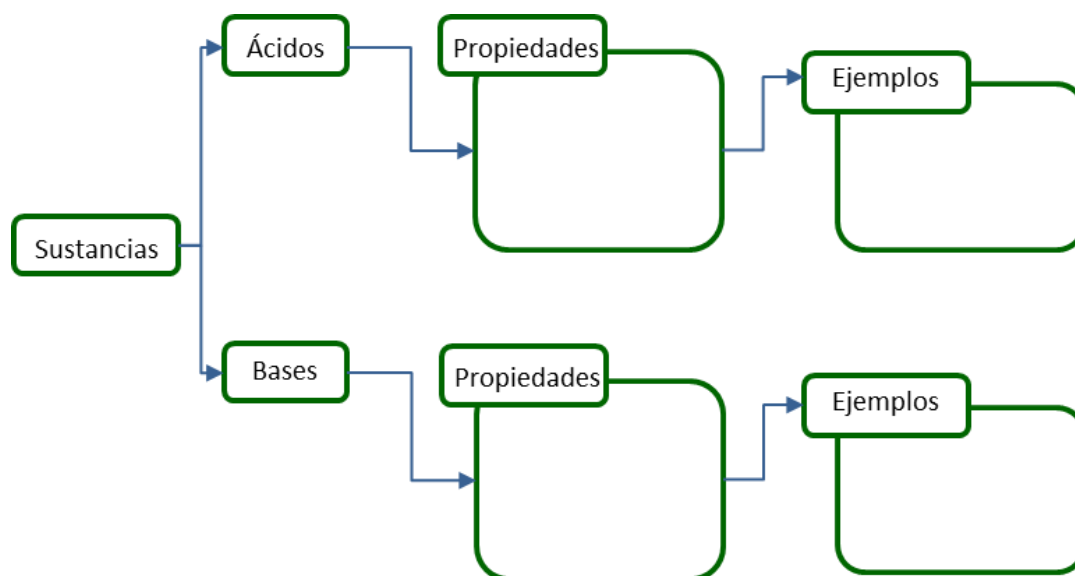 Sustancias
Ácidos
Propiedades
Ejemplos
Bases
Propiedades
Ejemplos